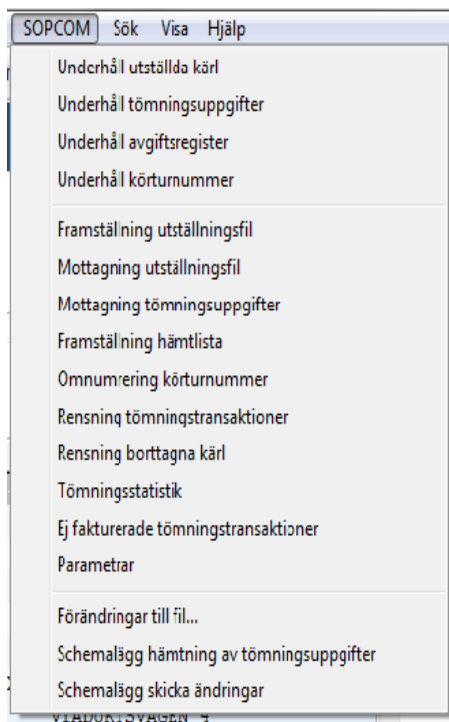 SOPCOM Sök Visa Hjälp
Underhåll utställda kärl
Underhåll tömningsuppgifter
Underhåll avgiftsregister
Underhåll körturnummer
Framställning utställningsfil
Mottagning utställningsfil
Mottagning tömningsuppgifter
Framställning hämtlista
Omnumrering körturnummer
Rensning tömningstransaktioner
Rensning borttagna kärl
Tömningsstatistik
Ej fakturerade tömningstransaktioner
Parametrar
Förändringar till fil...
Schemalägg hämtning av tömningsuppgifter
Schemalägg skicka ändringar